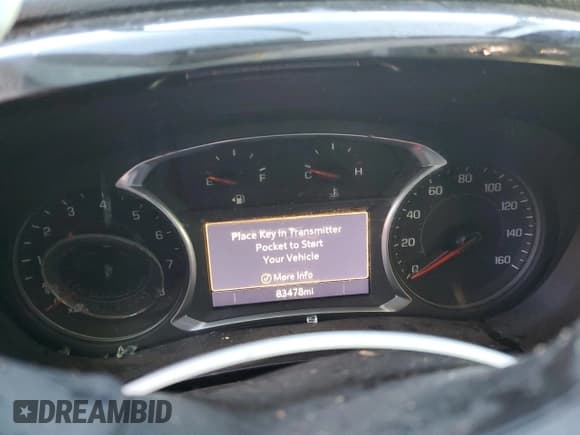 E F C H
2 3 4 5 6 7
0 20 40 60 80 100 120 140 160
Place Key in Transmitter
Pocket to Start
Your Vehicle
More Info
83478mi
DREAMBID